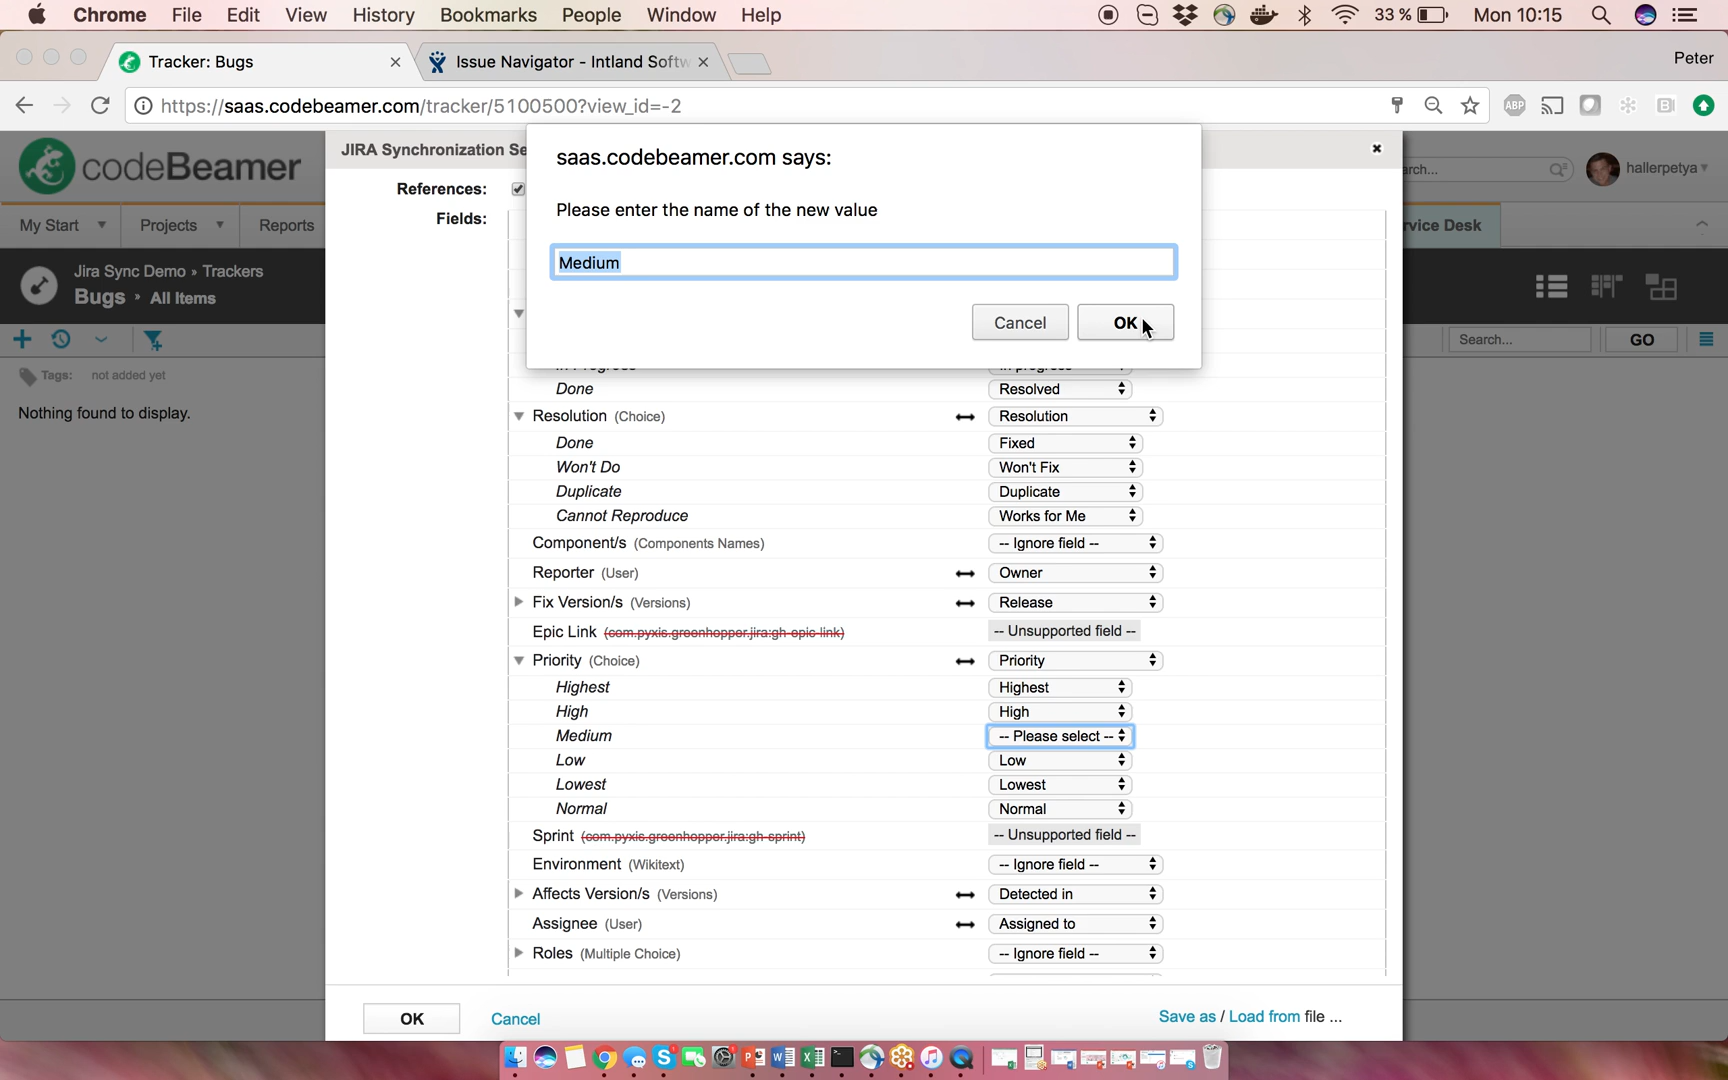 Chrome File Edit View History Bookmarks People Window Help 33 % Mon 10:15
Tracker: Bugs Issue Navigator - Intland Softw Peter
https://saas.codebeamer.com/tracker/5100500?view_id=-2 ABP
codeBeamer JIRA Synchronization Se arch... hallerpetya
saas.codebeamer.com says:
References:
Please enter the name of the new value
Fields:
My Start Projects Reports rvice Desk
Medium
Jira Sync Demo » Trackers
Bugs » All Items
Cancel OK
Search... GO
Tags: not added yet
In Progress In progress
Done Resolved
Nothing found to display.
Resolution (Choice) Resolution
Done Fixed
Won't Do Won't Fix
Duplicate Duplicate
Cannot Reproduce Works for Me
Component/s (Components Names) -- Ignore field --
Reporter (User) Owner
Fix Version/s (Versions) Release
Epic Link (com.pyxis.greenhopper.jira:gh-epic-link) -- Unsupported field --
Priority (Choice) Priority
Highest Highest
High High
Medium -- Please select --
Low Low
Lowest Lowest
Normal Normal
Sprint (com.pyxis.greenhopper.jira:gh-sprint) -- Unsupported field --
Environment (Wikitext) -- Ignore field --
Affects Version/s (Versions) Detected in
Assignee (User) Assigned to
Roles (Multiple Choice) -- Ignore field --
OK Cancel Save as / Load from file ...